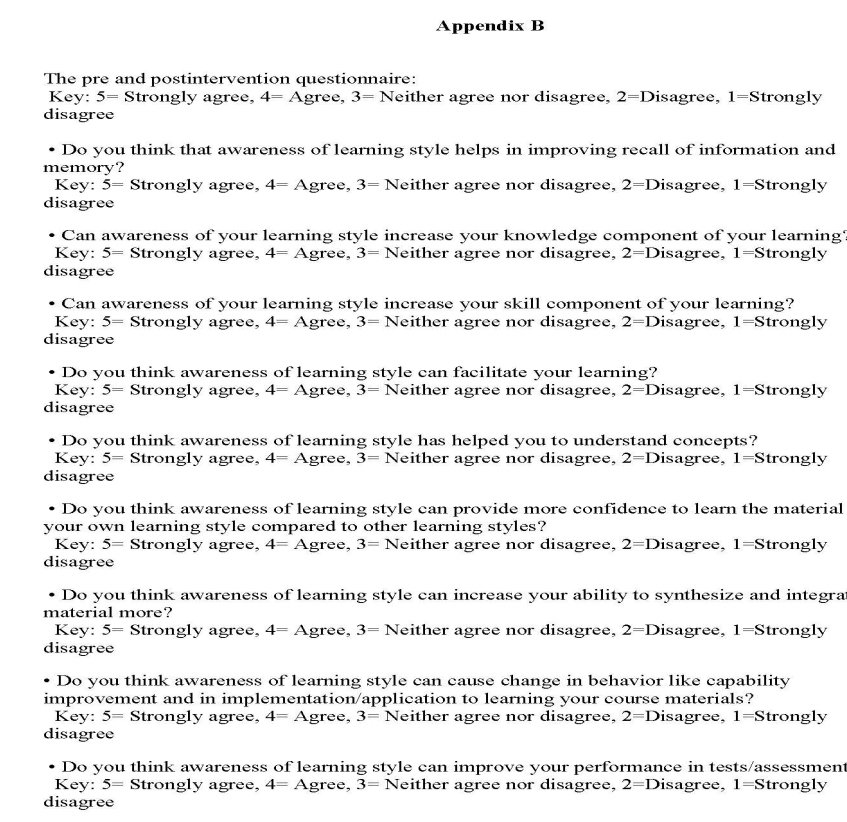 Appendix B
The pre and postintervention questionnaire:
Key: 5= Strongly agree, 4= Agree, 3= Neither agree nor disagree, 2=Disagree, 1=Strongly
disagree
• Do you think that awareness of learning style helps in improving recall of information and
memory?
Key: 5= Strongly agree, 4= Agree, 3= Neither agree nor disagree, 2=Disagree, 1=Strongly
disagree
• Can awareness of your learning style increase your knowledge component of your learning?
Key: 5= Strongly agree, 4= Agree, 3= Neither agree nor disagree, 2=Disagree, 1=Strongly
disagree
• Can awareness of your learning style increase your skill component of your learning?
Key: 5= Strongly agree, 4= Agree, 3= Neither agree nor disagree, 2=Disagree, 1=Strongly
disagree
• Do you think awareness of learning style can facilitate your learning?
Key: 5= Strongly agree, 4= Agree, 3= Neither agree nor disagree, 2=Disagree, 1=Strongly
disagree
• Do you think awareness of learning style has helped you to understand concepts?
Key: 5= Strongly agree, 4= Agree, 3= Neither agree nor disagree, 2=Disagree, 1=Strongly
disagree
• Do you think awareness of learning style can provide more confidence to learn the material
your own learning style compared to other learning styles?
Key: 5= Strongly agree, 4= Agree, 3= Neither agree nor disagree, 2=Disagree, 1=Strongly
disagree
• Do you think awareness of learning style can increase your ability to synthesize and
material more?
Key: 5= Strongly agree, 4= Agree, 3= Neither agree nor disagree, 2=Disagree, 1=Strongly
disagree
• Do you think awareness of learning style can cause change in behavior like capability
improvement and in implementation/application to learning your course materials?
Key: 5= Strongly agree, 4= Agree, 3= Neither agree nor disagree, 2=Disagree, 1=Strongly
disagree
• Do you think awareness of learning style can improve your performance in tests/assessment
Key: 5= Strongly agree, 4= Agree, 3= Neither agree nor disagree, 2=Disagree, 1=Strongly
disagree